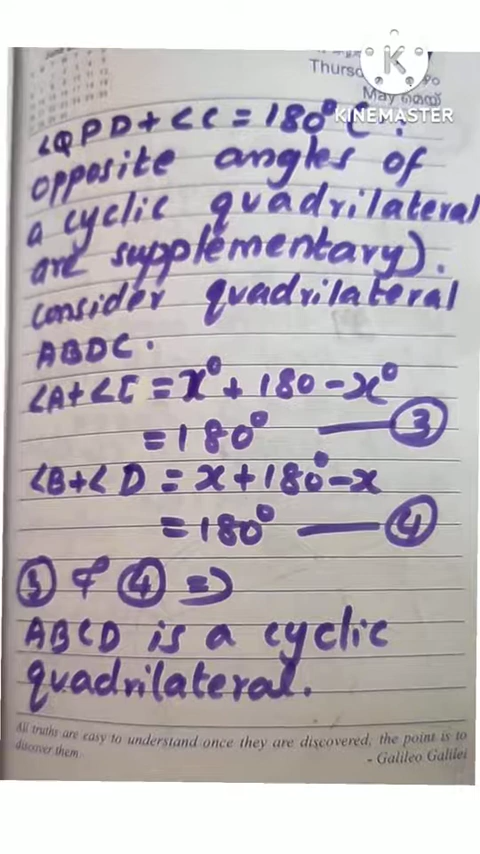 Thursd
May മെയ്
KINEMASTER
∠QPD + ∠C = 180° (∵
opposite angles of
a cyclic quadrilateral
are supplementary).
consider quadrilateral
ABDC.
∠A + ∠C = x° + 180 - x°
= 180° —— ③
∠B + ∠D = x + 180° - x
= 180° —— ④
③ & ④ ⇒
ABCD is a cyclic
quadrilateral.
All truths are easy to understand once they are discovered, the point is to
discover them.
- Galileo Galilei